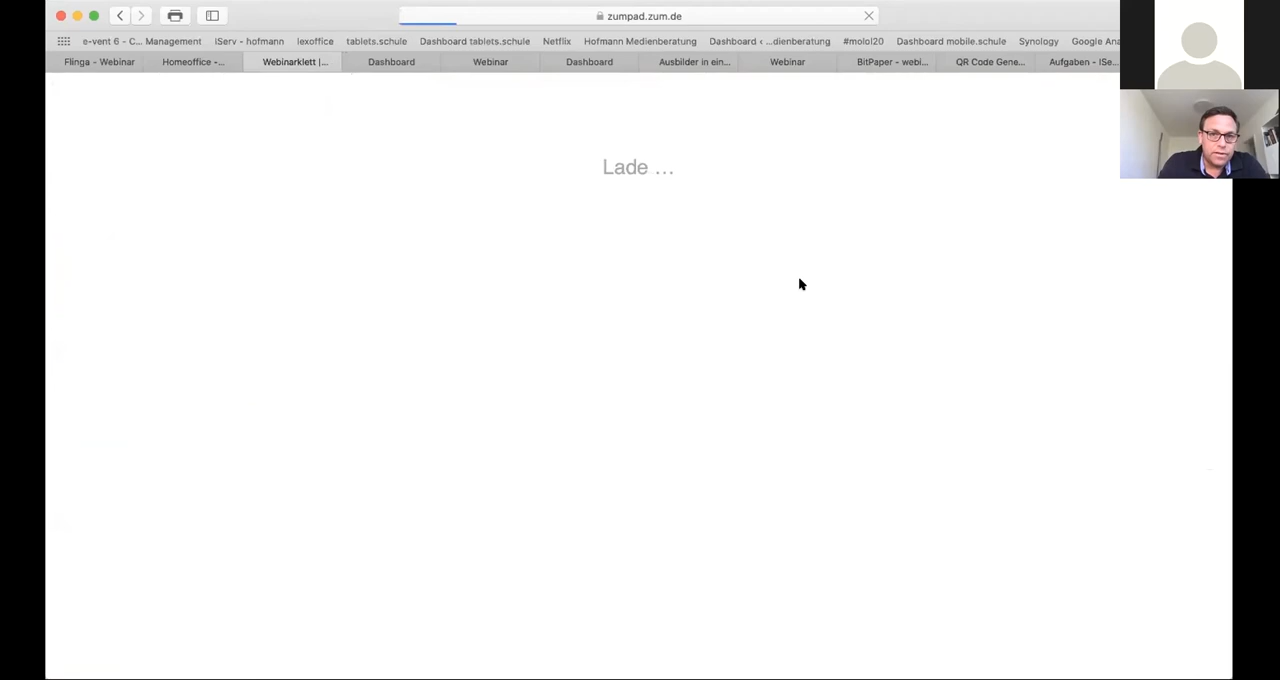 zumpad.zum.de
e-vent 6 - C... Management iServ - hofmann lexoffice tablets.schule Dashboard tablets.schule Netflix Hofmann Medienberatung Dashboard ‹ ...dienberatung #molol20 Dashboard mobile.schule Synology Google Ana
Flinga - Webinar Homeoffice -... Webinarklett |... Dashboard Webinar Dashboard Ausbilder in ein... Webinar BitPaper - webi... QR Code Gene... Aufgaben - ISe...
Lade ...